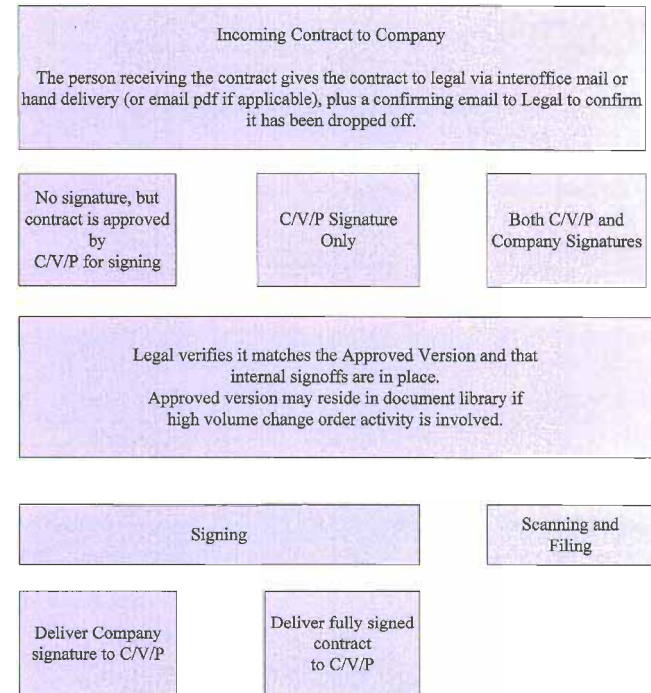 Incoming Contract to Company
The person receiving the contract gives the contract to legal via interoffice mail or
hand delivery (or email pdf if applicable), plus a confirming email to Legal to confirm
it has been dropped off.
No signature, but
contract is approved
by
C/V/P for signing
C/V/P Signature
Only
Both C/V/P and
Company Signatures
Legal verifies it matches the Approved Version and that
internal signoffs are in place.
Approved version may reside in document library if
high volume change order activity is involved.
Signing
Scanning and
Filing
Deliver Company
signature to C/V/P
Deliver fully signed
contract
to C/V/P